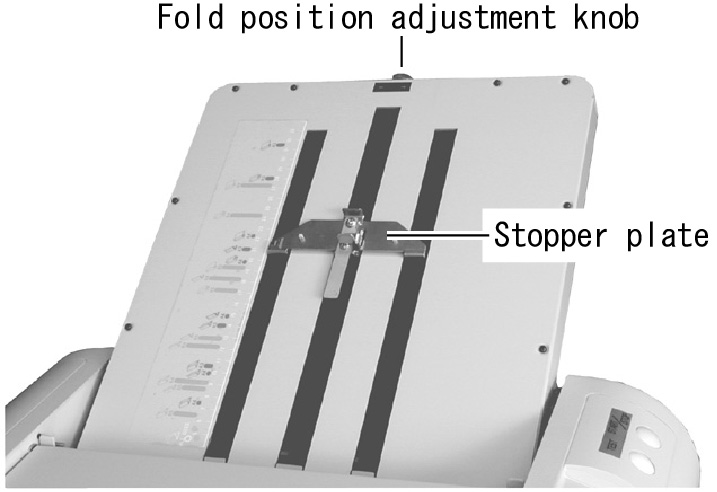 Fold position adjustment knob
Stopper plate